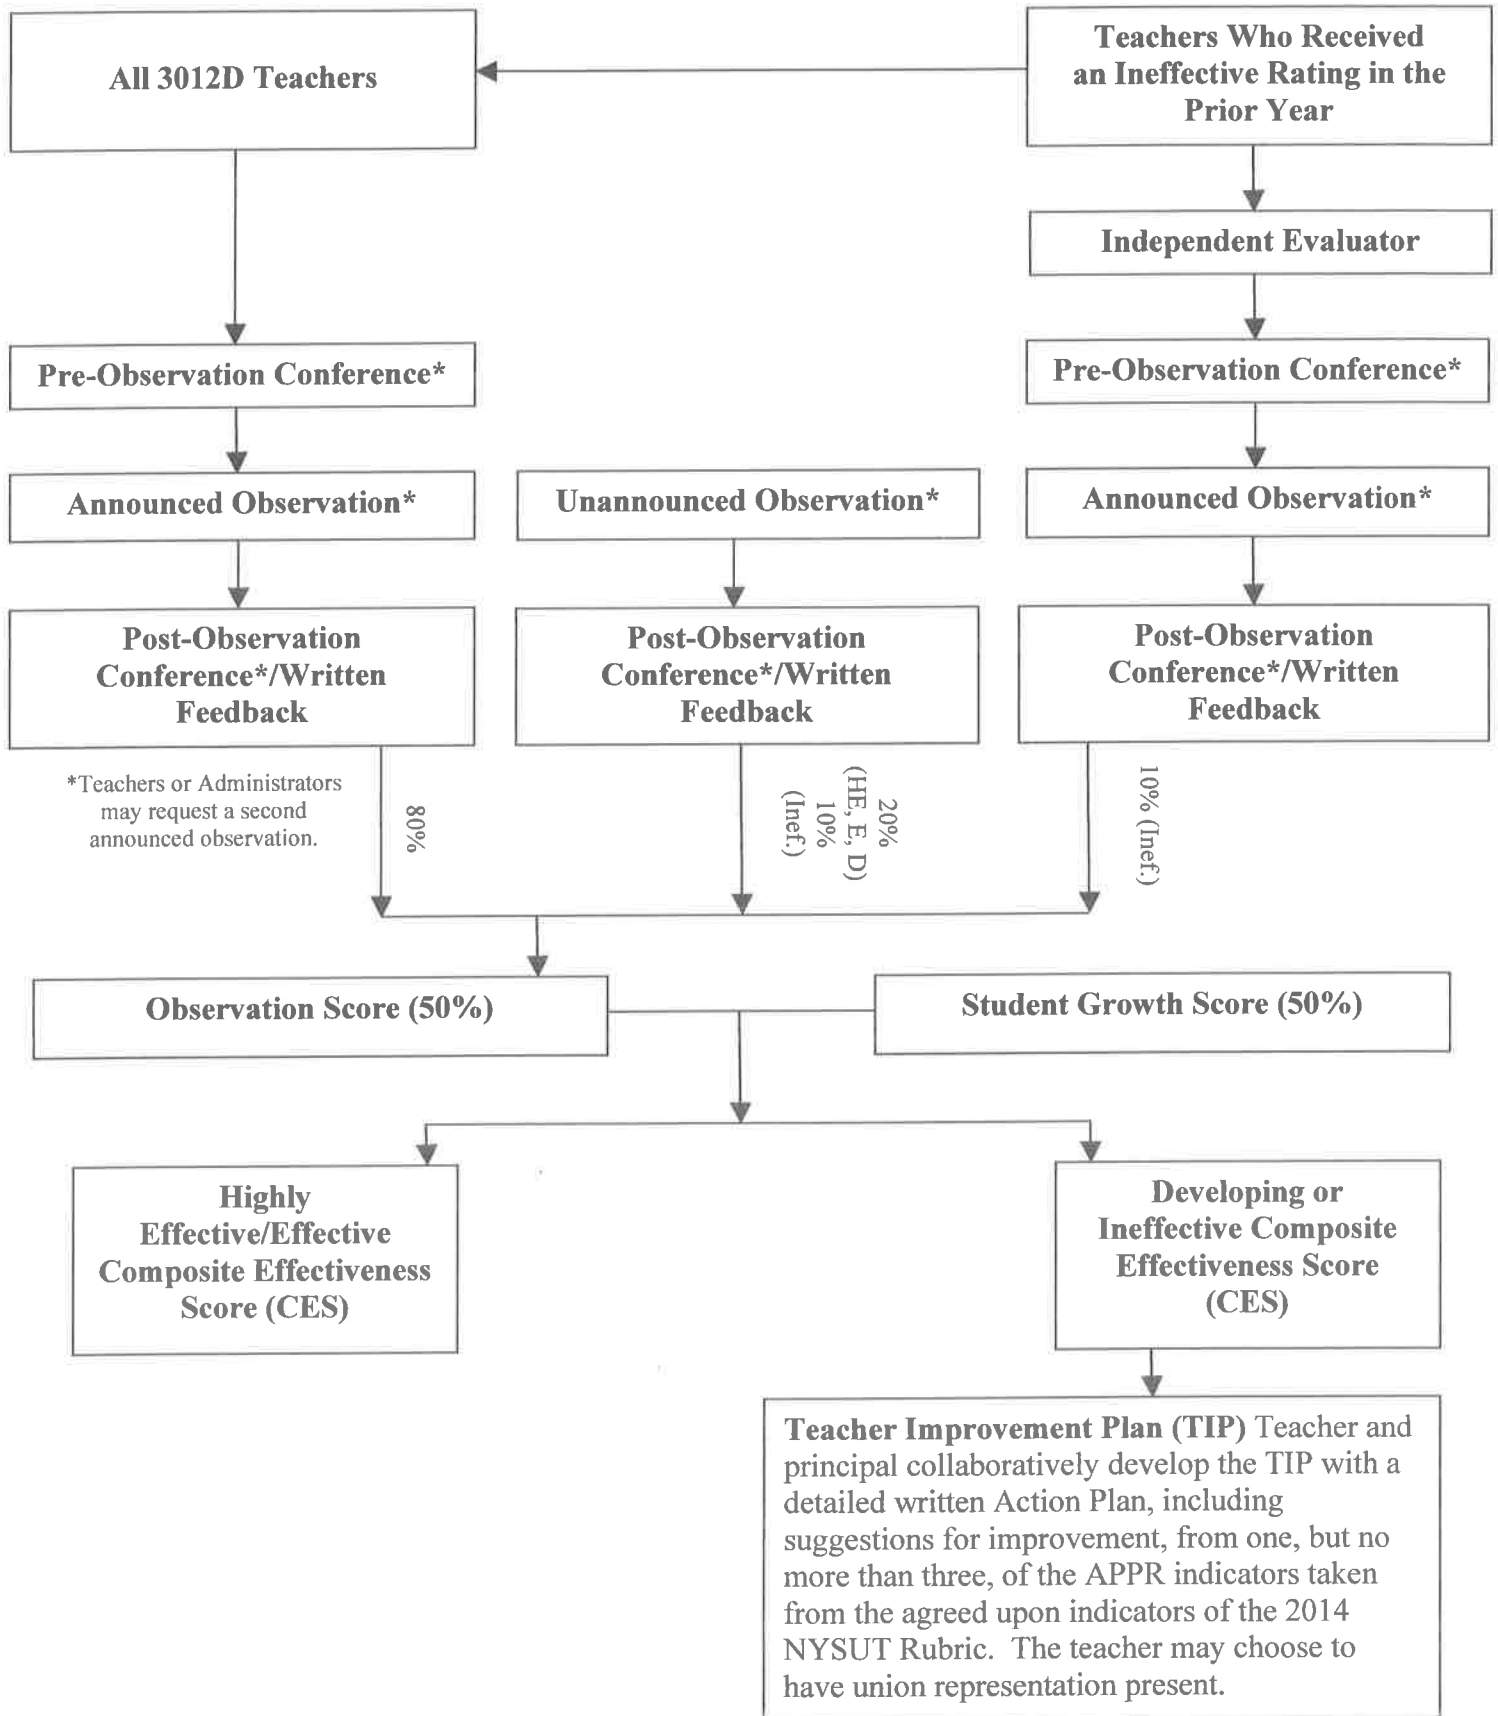 All 3012D Teachers
Teachers Who Received
an Ineffective Rating in the
Prior Year
Independent Evaluator
Pre-Observation Conference*
Pre-Observation Conference*
Announced Observation*
Unannounced Observation*
Announced Observation*
Post-Observation
Conference*/Written
Feedback
Post-Observation
Conference*/Written
Feedback
Post-Observation
Conference*/Written
Feedback
*Teachers or Administrators
may request a second
announced observation.
80%
20%
(HE, E, D)
10%
(Inef.)
10% (Inef.)
Observation Score (50%)
Student Growth Score (50%)
Highly
Effective/Effective
Composite Effectiveness
Score (CES)
Developing or
Ineffective Composite
Effectiveness Score
(CES)
Teacher Improvement Plan (TIP) Teacher and
principal collaboratively develop the TIP with a
detailed written Action Plan, including
suggestions for improvement, from one, but no
more than three, of the APPR indicators taken
from the agreed upon indicators of the 2014
NYSUT Rubric.  The teacher may choose to
have union representation present.